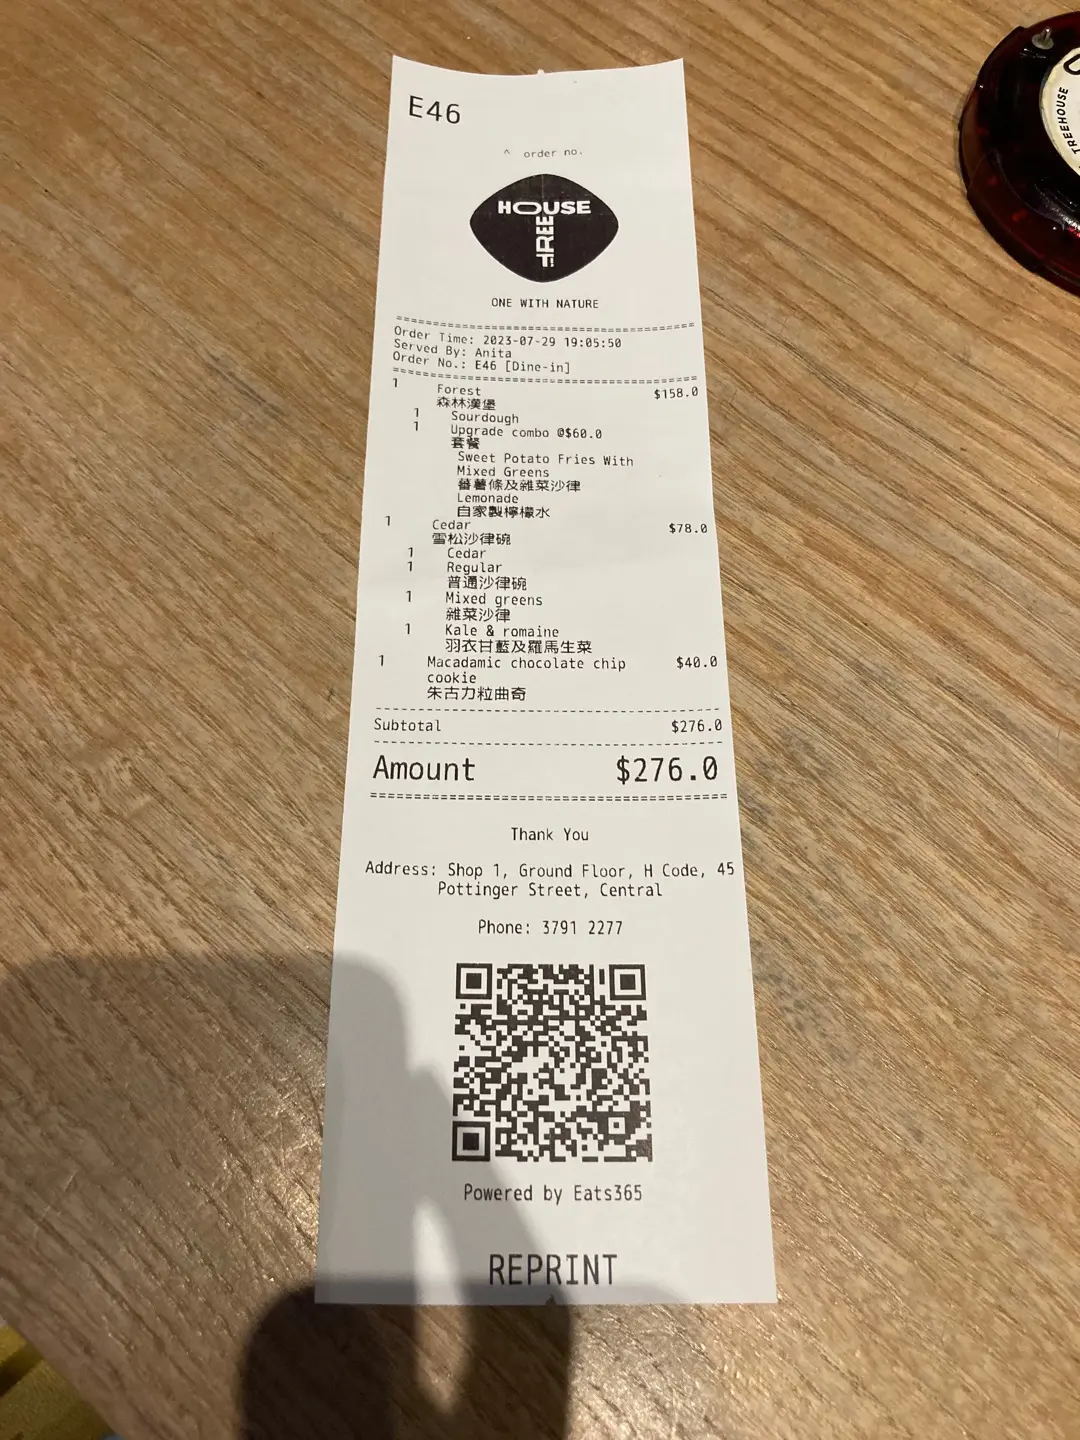 E46
^ order no.
HOUSE
TREE
ONE WITH NATURE
Order Time: 2023-07-29 19:05:50
Served By: Anita
Order No.: E46 [Dine-in]
1 Forest $158.0
森林漢堡
1 Sourdough
1 Upgrade combo @$60.0
套餐
Sweet Potato Fries With
Mixed Greens
蕃薯條及雜菜沙律
Lemonade
自家製檸檬水
1 Cedar $78.0
雪松沙律碗
1 Cedar
1 Regular
普通沙律碗
1 Mixed greens
雜菜沙律
1 Kale & romaine
羽衣甘藍及羅馬生菜
1 Macadamic chocolate chip $40.0
cookie
朱古力粒曲奇
Subtotal $276.0
Amount $276.0
Thank You
Address: Shop 1, Ground Floor, H Code, 45
Pottinger Street, Central
Phone: 3791 2277
Powered by Eats365
REPRINT
TREEHOUSE